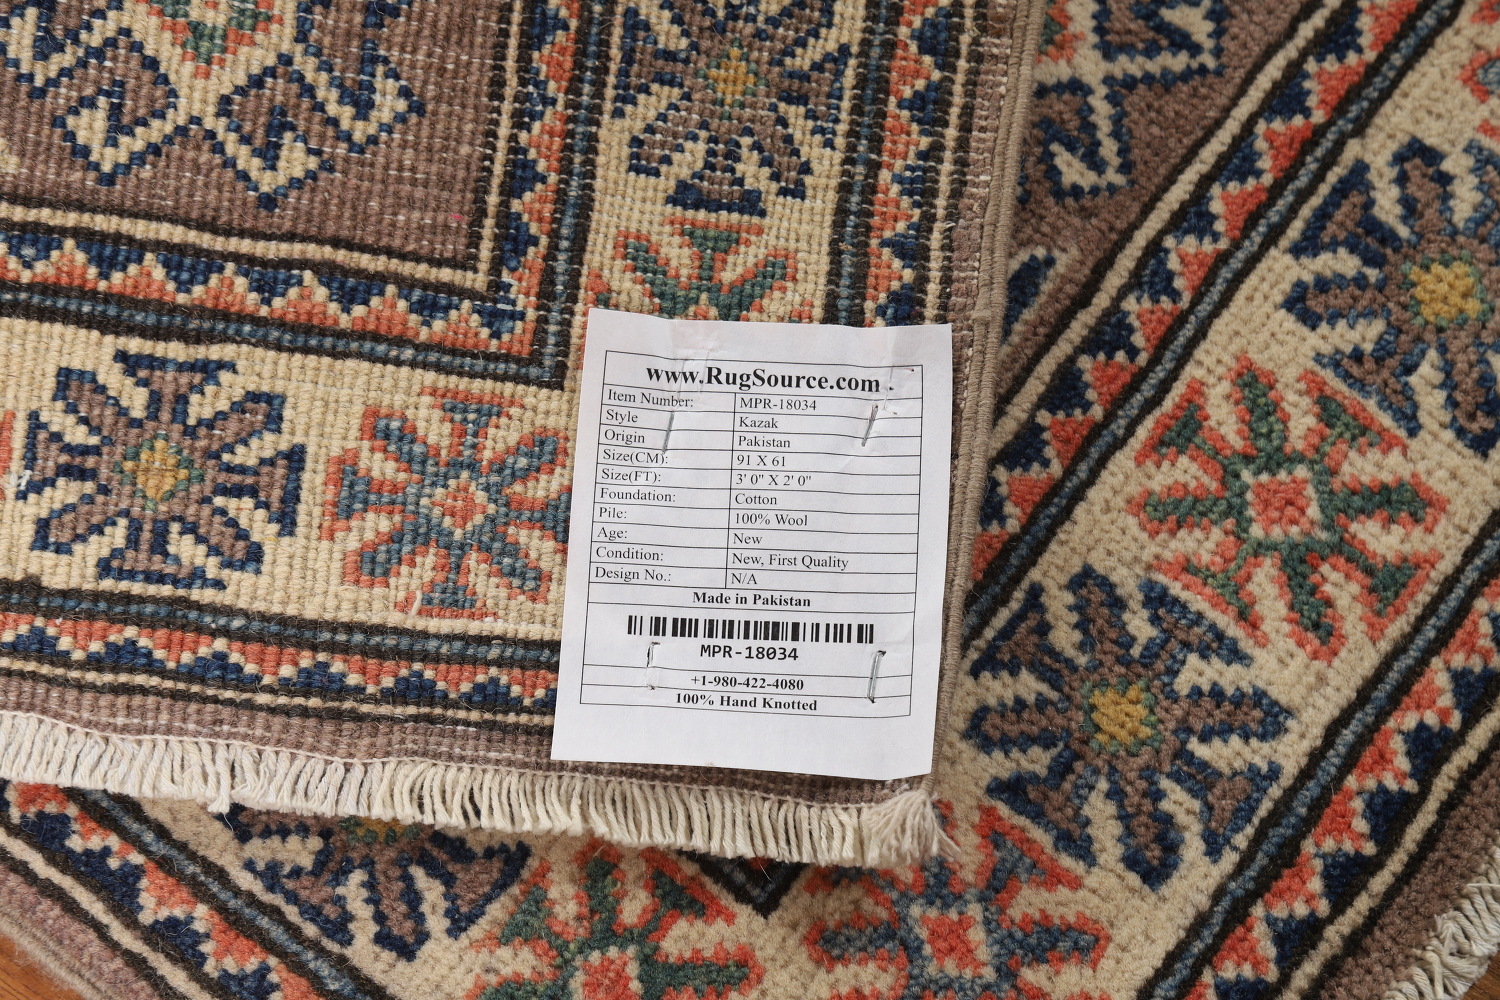 www.RugSource.com
Item Number: MPR-18034
Style Kazak
Origin Pakistan
Size(CM): 91 X 61
Size(FT): 3' 0" X 2' 0"
Foundation: Cotton
Pile: 100% Wool
Age: New
Condition: New, First Quality
Design No.: N/A
Made in Pakistan
MPR-18034
+1-980-422-4080
100% Hand Knotted